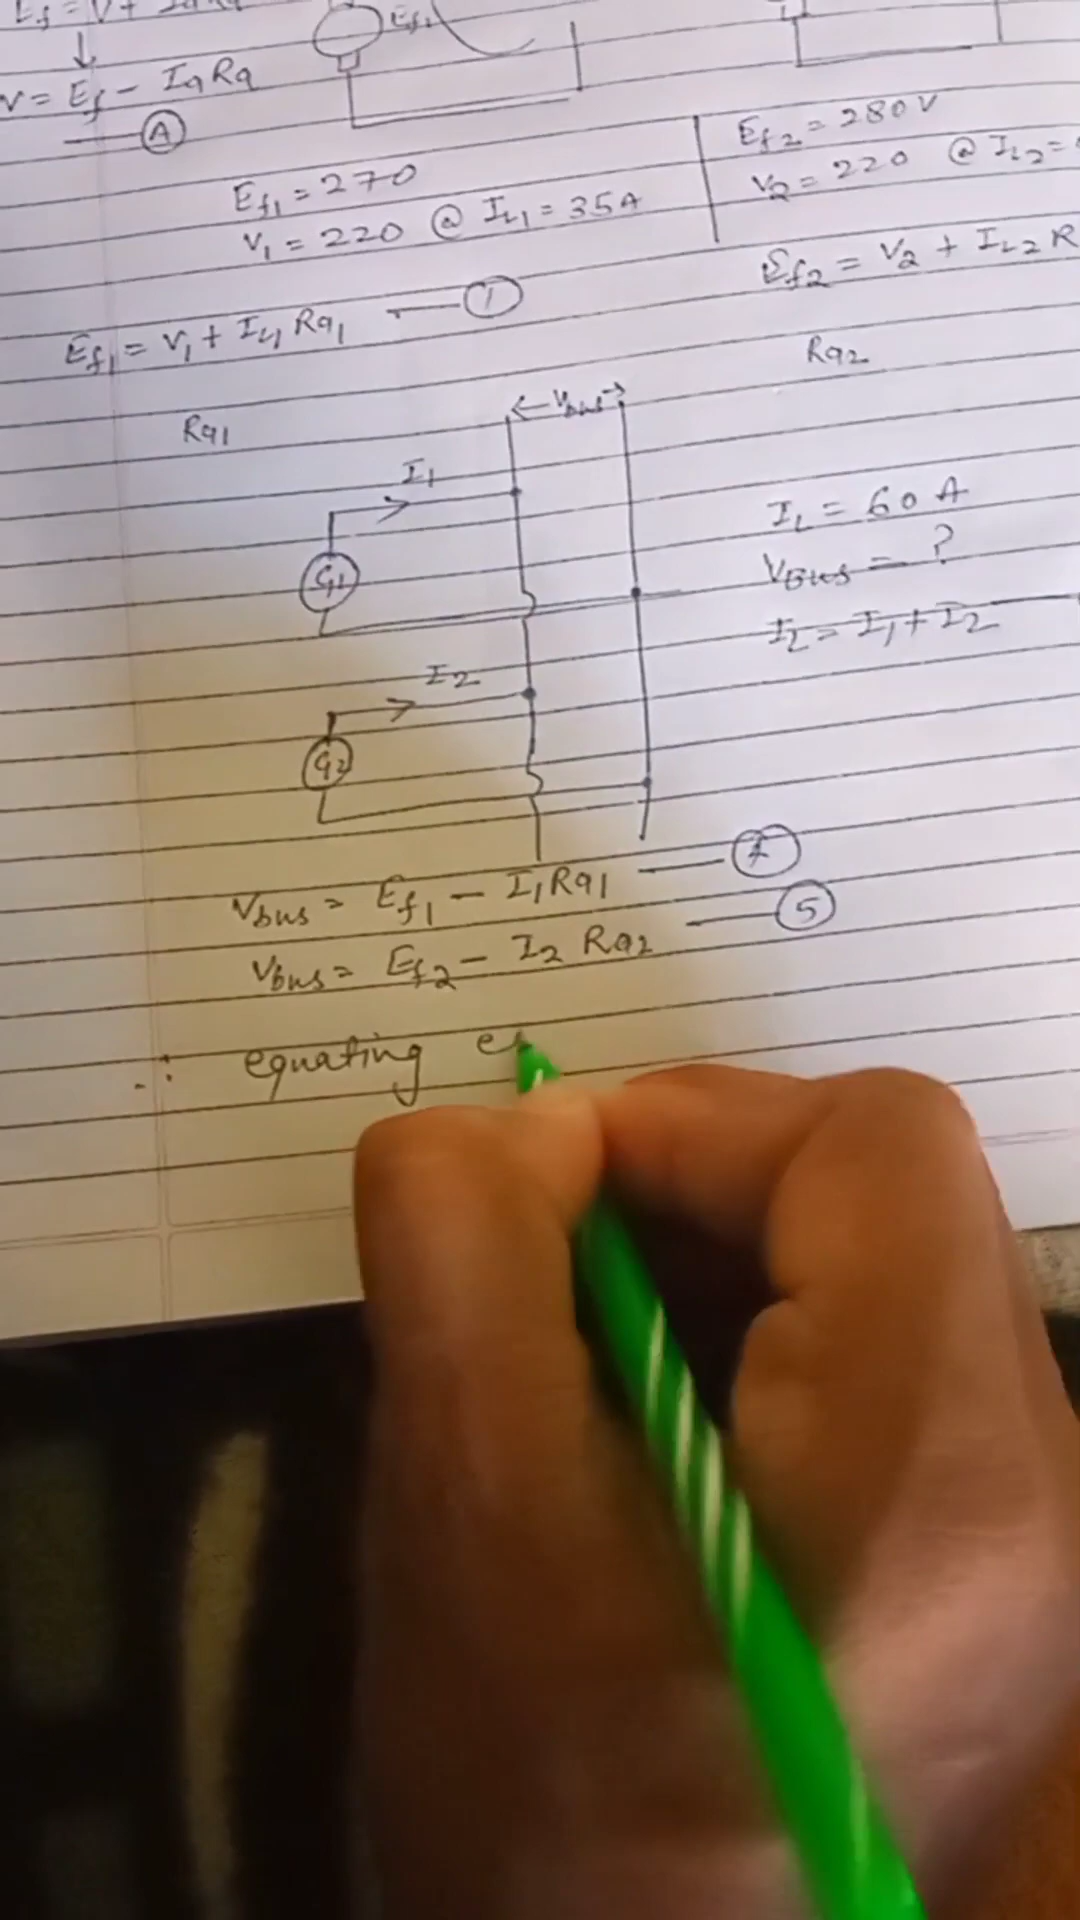 V = Ef - IaRa
A
Ef1
Ef1 = 270
V1 = 220 @ IL1 = 35A
Ef2 = 280 V
V2 = 220 @ IL2 =
Ef1 = V1 + IL1 Ra1 — 1
Ef2 = V2 + IL2 R
Ra1
Ra2
Vbus
I1
G1
I2
G2
IL = 60 A
VBus = ?
IL = I1 + I2
Vbus = Ef1 - I1Ra1 — 4
Vbus = Ef2 - I2 Ra2 — 5
∴ equating